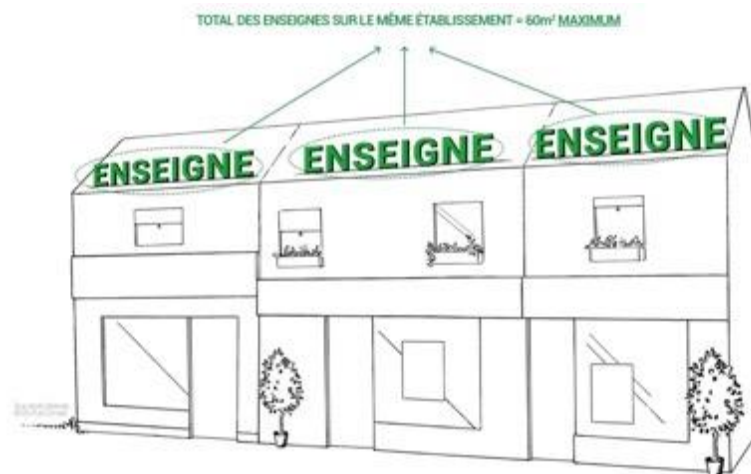 TOTAL DES ENSEIGNES SUR LE MÊME ÉTABLISSEMENT = 60m² MAXIMUM
ENSEIGNE
ENSEIGNE
ENSEIGNE